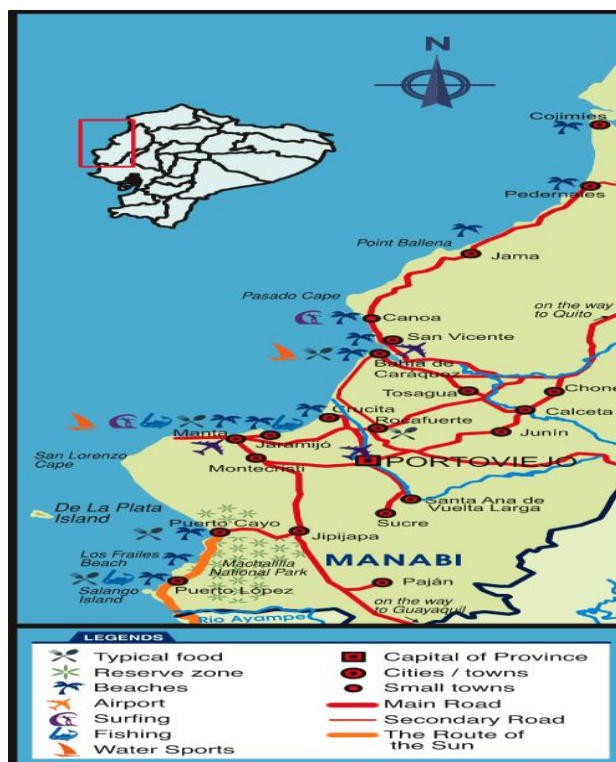 N
Cojimíes
Pedernales
Point Ballena
Jama
Pasado Cape
on the way
to Quito
Canoa
San Vicente
Bahía de
Caráquez
Tosagua
Chone
Crucita
Rocafuerte
Calceta
Manta
Jaramijó
Junín
San Lorenzo
Cape
Montecristi
PORTOVIEJO
De La Plata
Island
Santa Ana de
Vuelta Larga
Sucre
Puerto Cayo
Jipijapa
Los Frailes
Beach
Machalilla
National Park
MANABI
Salango
Island
Puerto López
Paján
on the way
to Guayaquil
Río Ayampe
LEGENDS
Typical food
Reserve zone
Beaches
Airport
Surfing
Fishing
Water Sports
Capital of Province
Cities / towns
Small towns
Main Road
Secondary Road
The Route of
the Sun